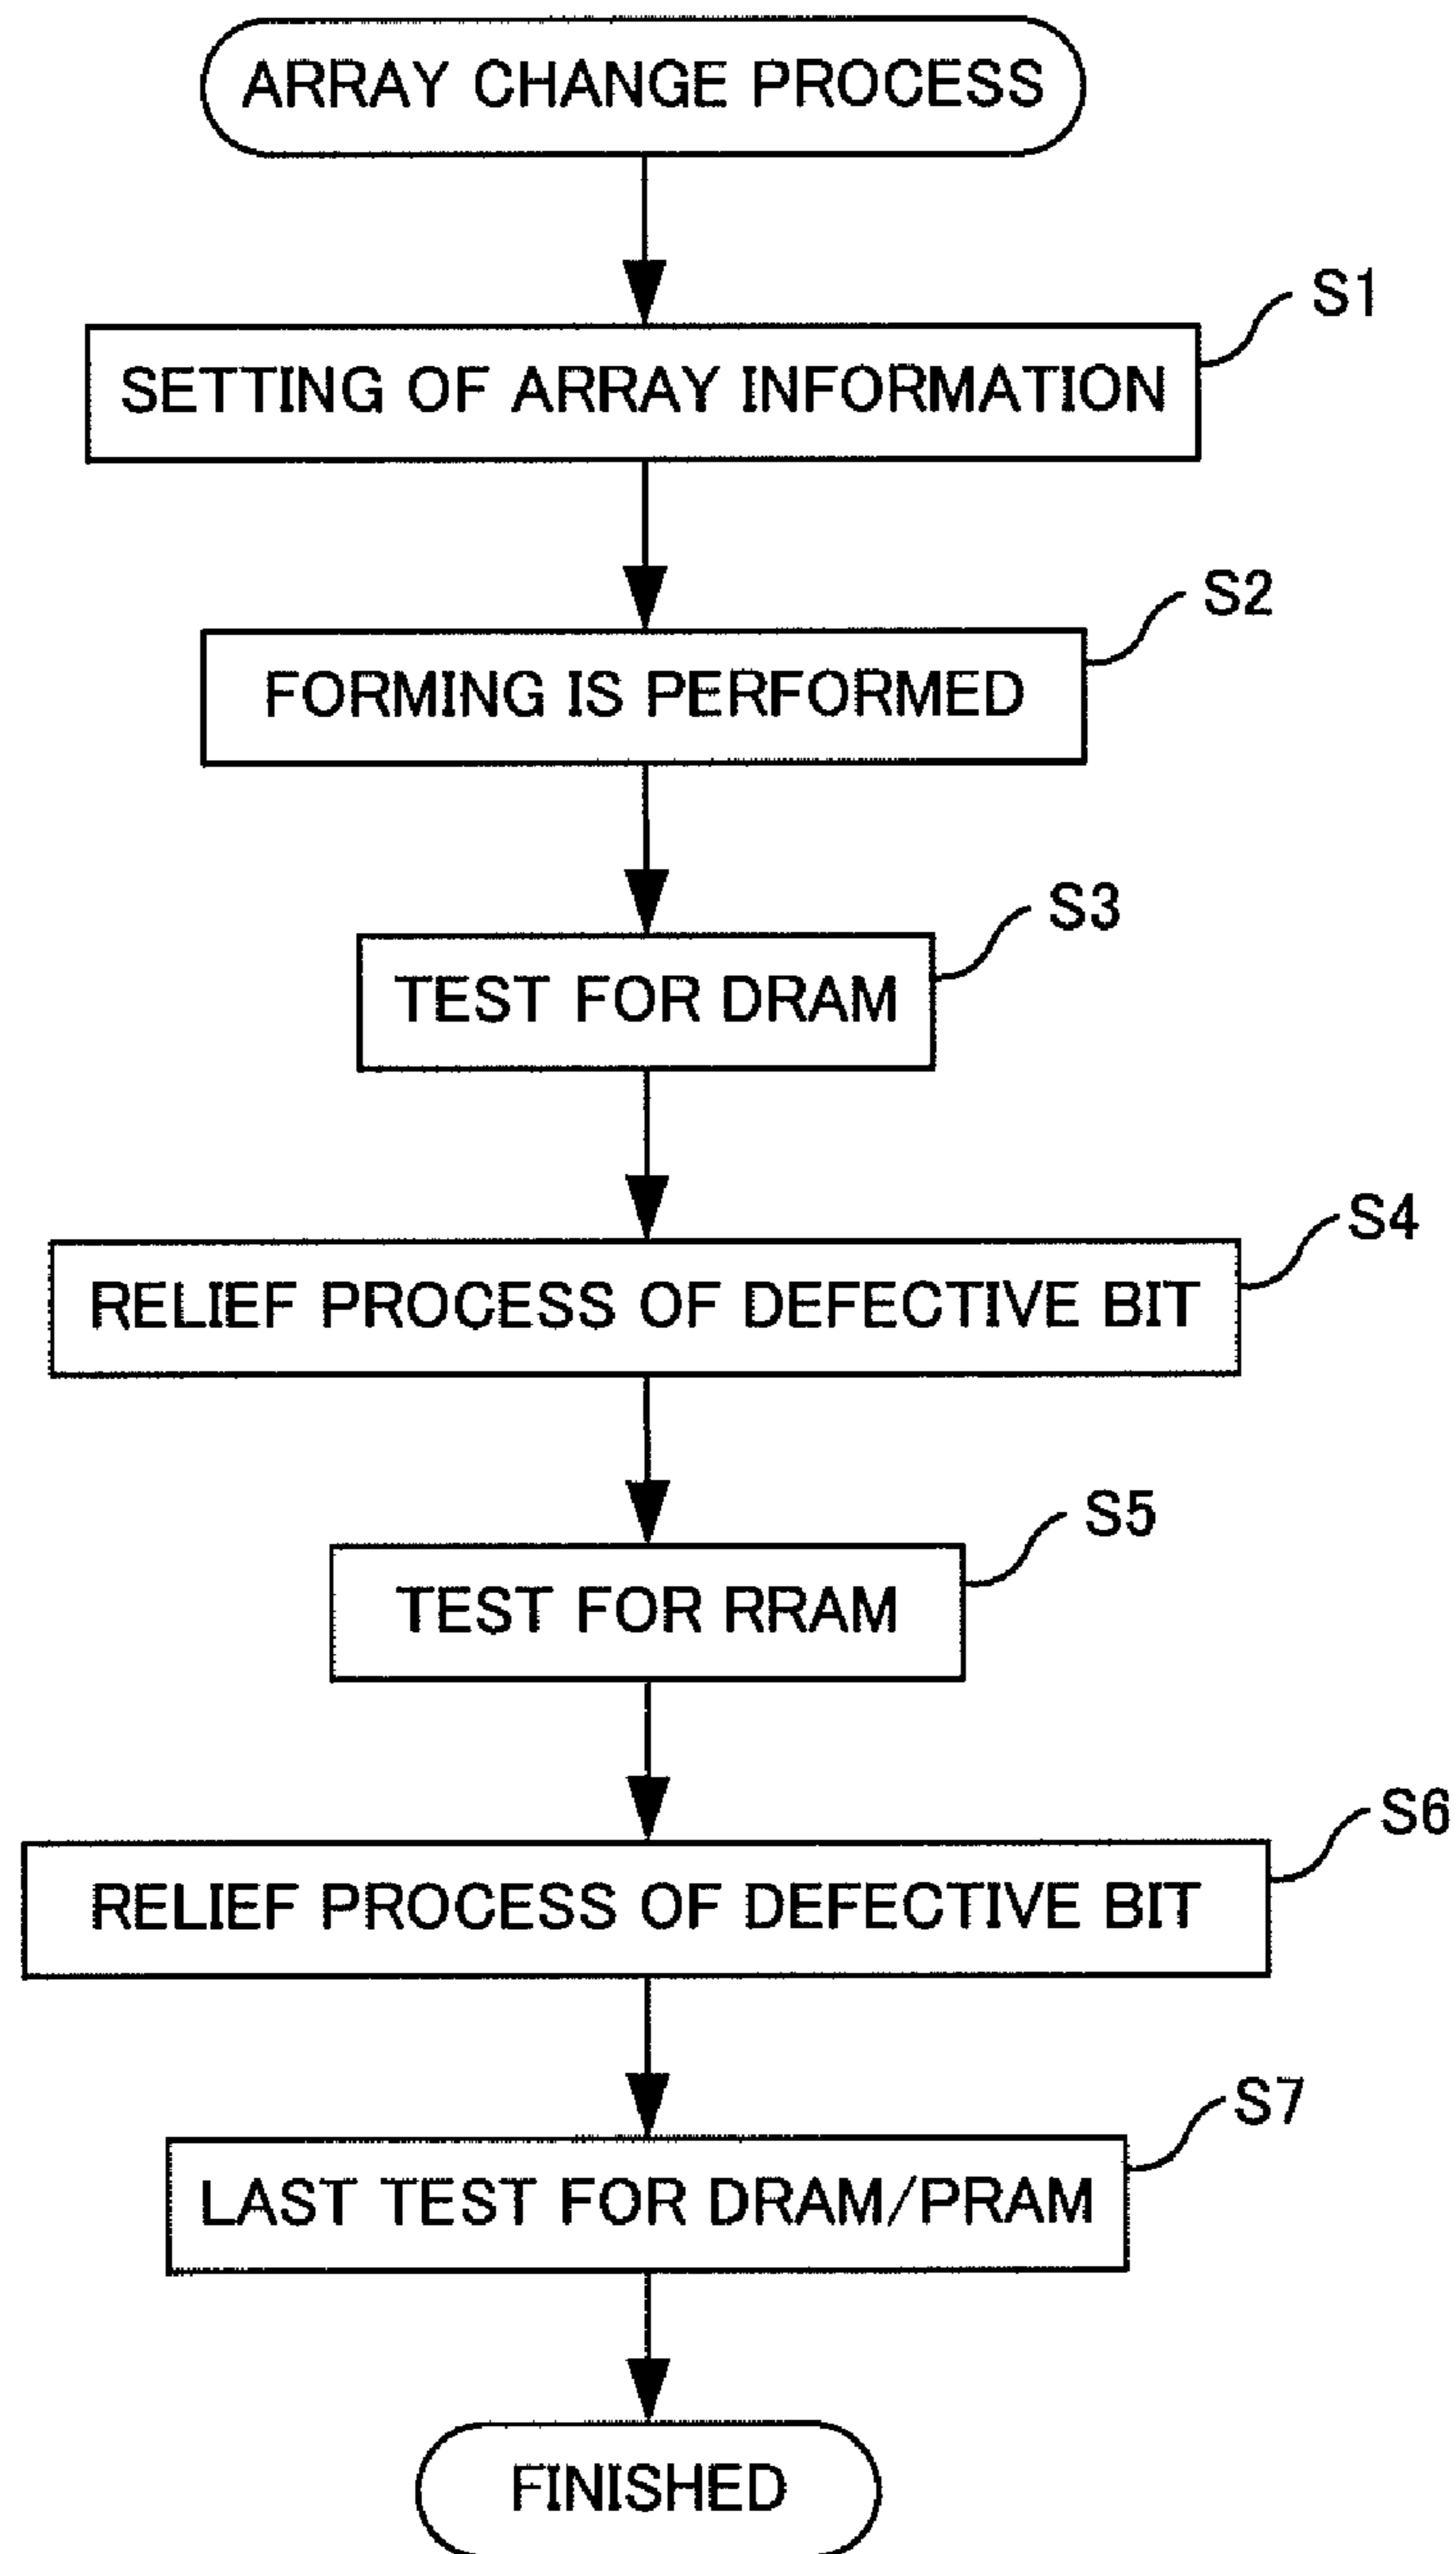 ARRAY CHANGE PROCESS
S1
SETTING OF ARRAY INFORMATION
S2
FORMING IS PERFORMED
S3
TEST FOR DRAM
S4
RELIEF PROCESS OF DEFECTIVE BIT
S5
TEST FOR RRAM
S6
RELIEF PROCESS OF DEFECTIVE BIT
S7
LAST TEST FOR DRAM/PRAM
FINISHED